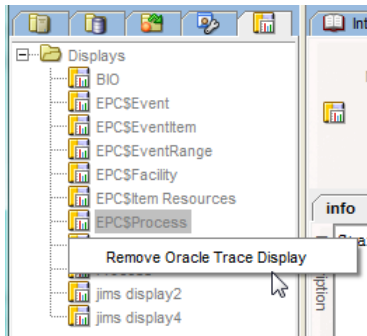 Int
Displays
BIO
EPC$Event
EPC$EventItem
EPC$EventRange
EPC$Facility
EPC$Item Resources
EPC$Process
info
Remove Oracle Trace Display
jims display2
jims display4